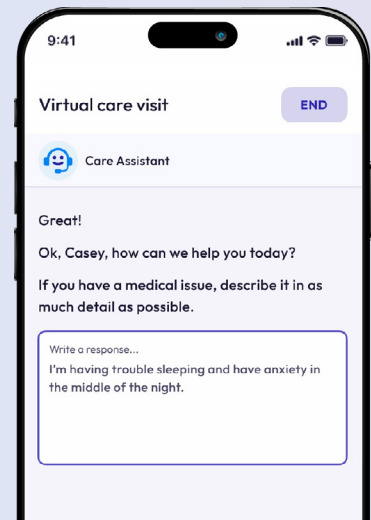 9:41
Virtual care visit
END
Care Assistant
Great!
Ok, Casey, how can we help you today?
If you have a medical issue, describe it in as
much detail as possible.
Write a response...
I'm having trouble sleeping and have anxiety in
the middle of the night.